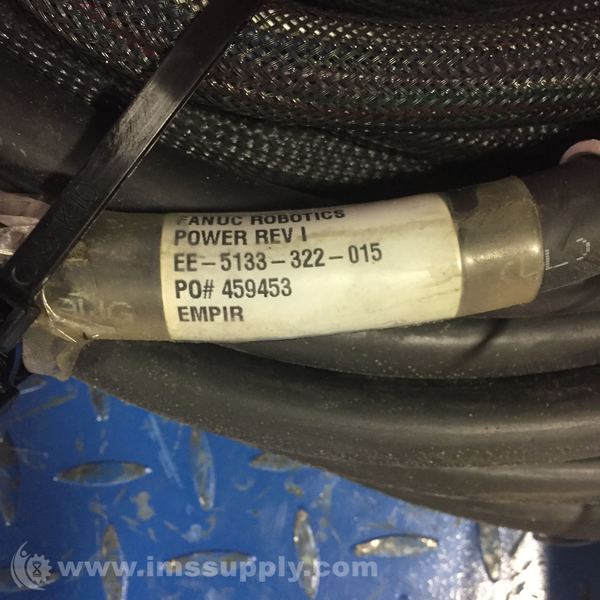 FANUC ROBOTICS
POWER REV I
EE-5133-322-015
PO# 459453
EMPIR
www.imssupply.com